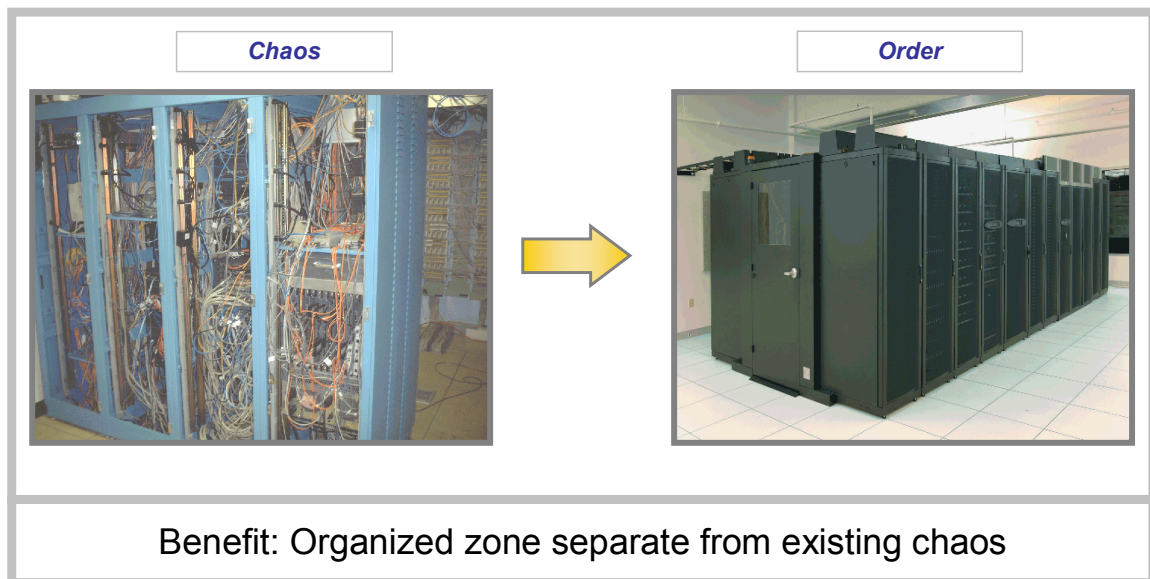 Chaos
Order
Benefit: Organized zone separate from existing chaos